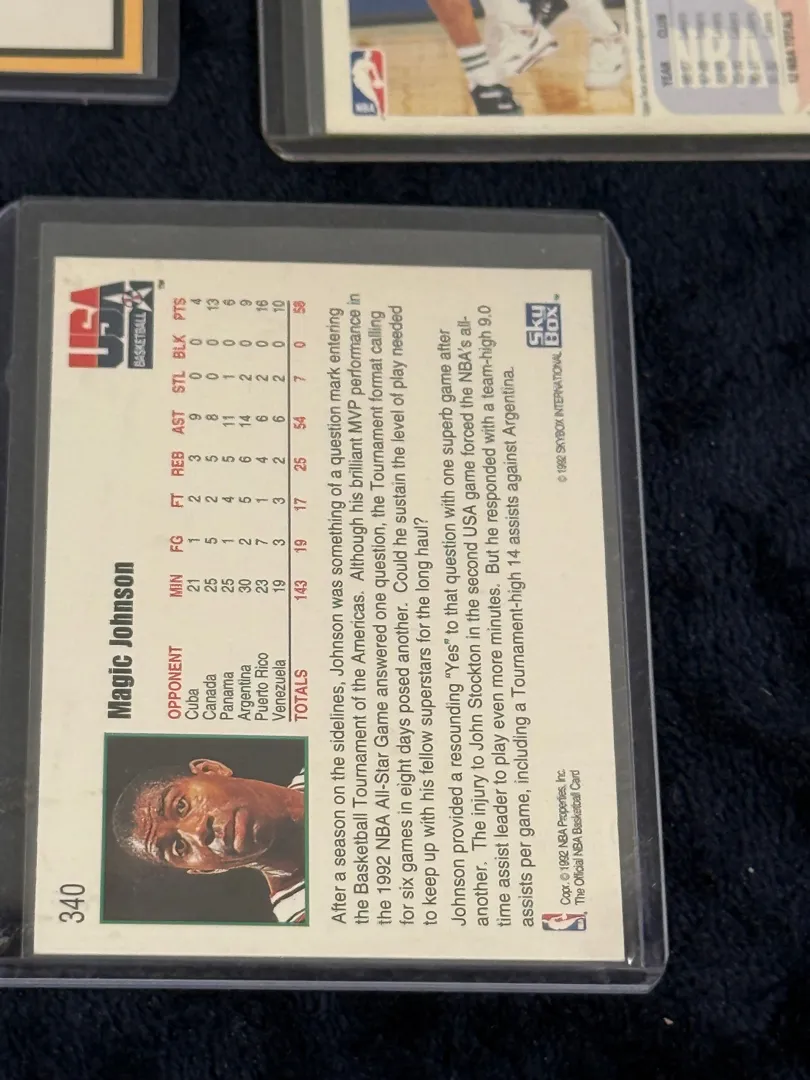 340
Magic Johnson
USA
BASKETBALL
™
OPPONENT MIN FG FT REB AST STL BLK PTS
Cuba 21 1 2 3 9 0 0 4
Canada 25 5 2 5 8 0 0 13
Panama 25 1 4 5 11 1 0 6
Argentina 30 2 5 6 14 2 0 9
Puerto Rico 23 7 1 4 6 2 0 16
Venezuela 19 3 3 2 6 2 0 10
TOTALS 143 19 17 25 54 7 0 58
After a season on the sidelines, Johnson was something of a question mark entering
the Basketball Tournament of the Americas. Although his brilliant MVP performance in
the 1992 NBA All-Star Game answered one question, the Tournament format calling
for six games in eight days posed another. Could he sustain the level of play needed
to keep up with his fellow superstars for the long haul?
Johnson provided a resounding "Yes" to that question with one superb game after
another. The injury to John Stockton in the second USA game forced the NBA's all-
time assist leader to play even more minutes. But he responded with a team-high 9.0
assists per game, including a Tournament-high 14 assists against Argentina.
Copr. © 1992 NBA Properties, Inc.
The Official NBA Basketball Card
© 1992 SKYBOX INTERNATIONAL
SkyBox ™
NBA
YEAR CLUB
NBA
12 NBA TOTALS